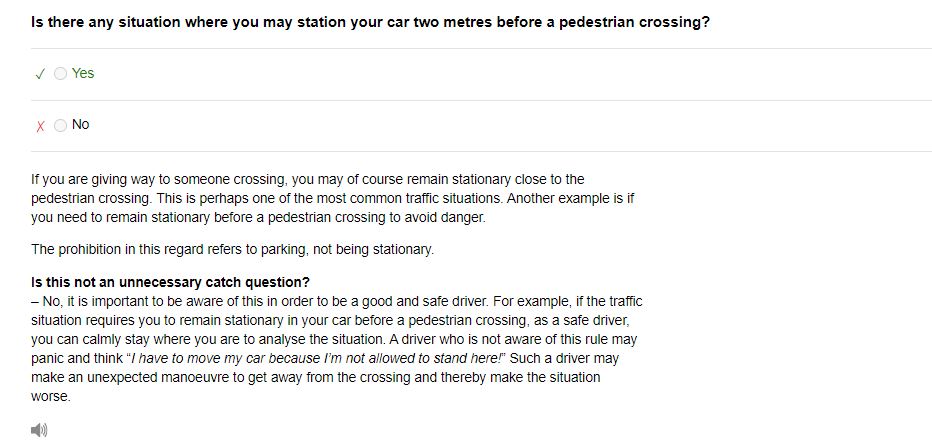 Is there any situation where you may station your car two metres before a pedestrian crossing?
✓ Yes
X No
If you are giving way to someone crossing, you may of course remain stationary close to the
pedestrian crossing. This is perhaps one of the most common traffic situations. Another example is if
you need to remain stationary before a pedestrian crossing to avoid danger.
The prohibition in this regard refers to parking, not being stationary.
Is this not an unnecessary catch question?
– No, it is important to be aware of this in order to be a good and safe driver. For example, if the traffic
situation requires you to remain stationary in your car before a pedestrian crossing, as a safe driver,
you can calmly stay where you are to analyse the situation. A driver who is not aware of this rule may
panic and think “I have to move my car because I’m not allowed to stand here!” Such a driver may
make an unexpected manoeuvre to get away from the crossing and thereby make the situation
worse.